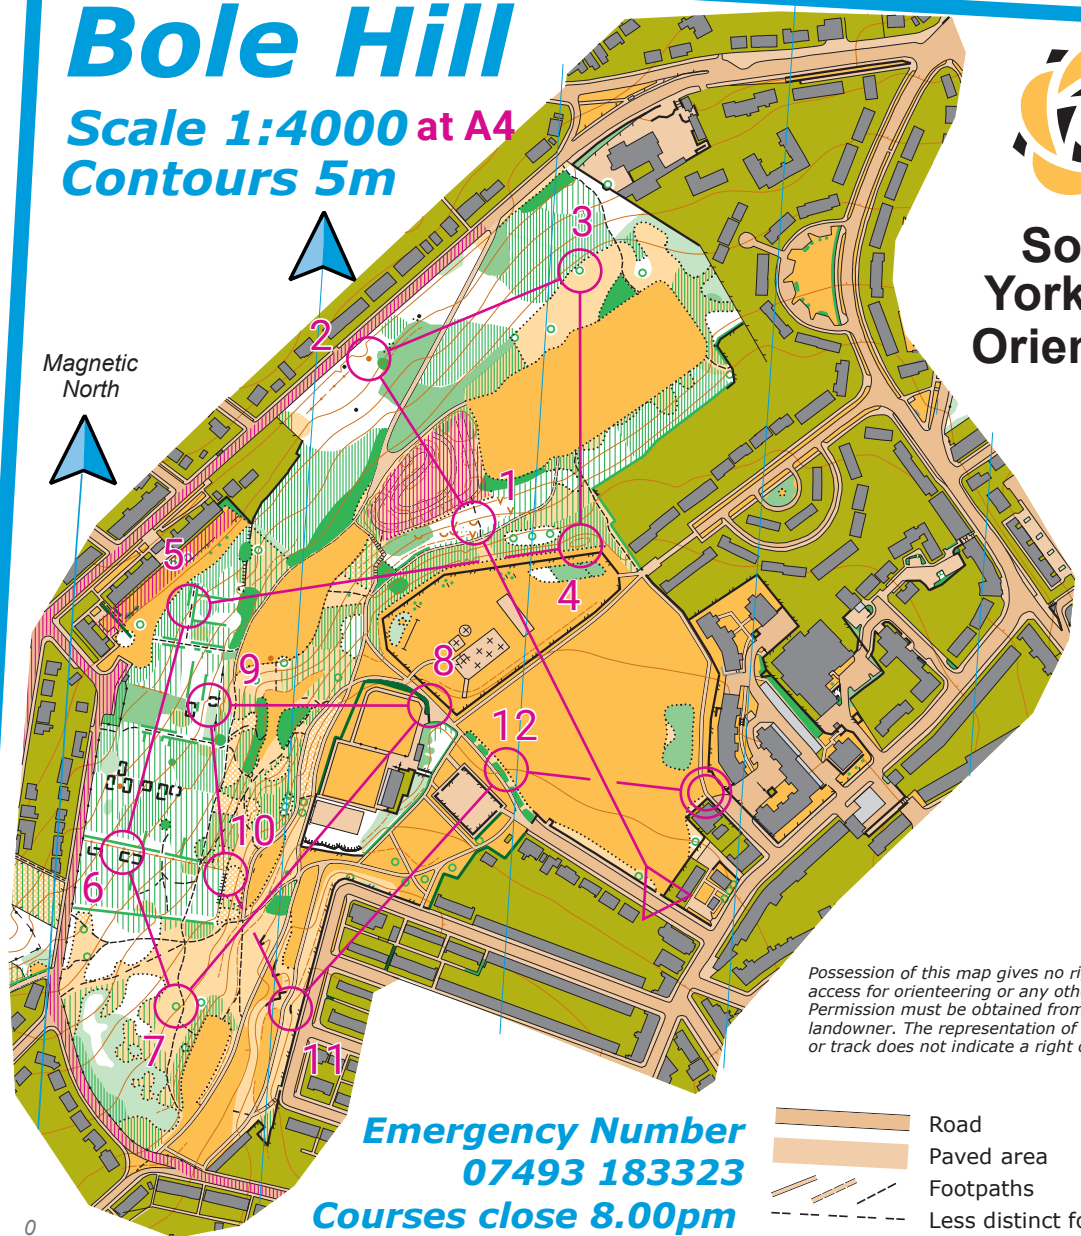 Bole Hill
Scale 1:4000 at A4
Contours 5m
So
York
Orien
Magnetic
North
3
2
1
5
4
9
8
12
10
6
7
11
Possession of this map gives no ri
access for orienteering or any oth
Permission must be obtained from
landowner. The representation of
or track does not indicate a right o
Emergency Number
07493 183323
Courses close 8.00pm
Road
Paved area
Footpaths
Less distinct fo
0